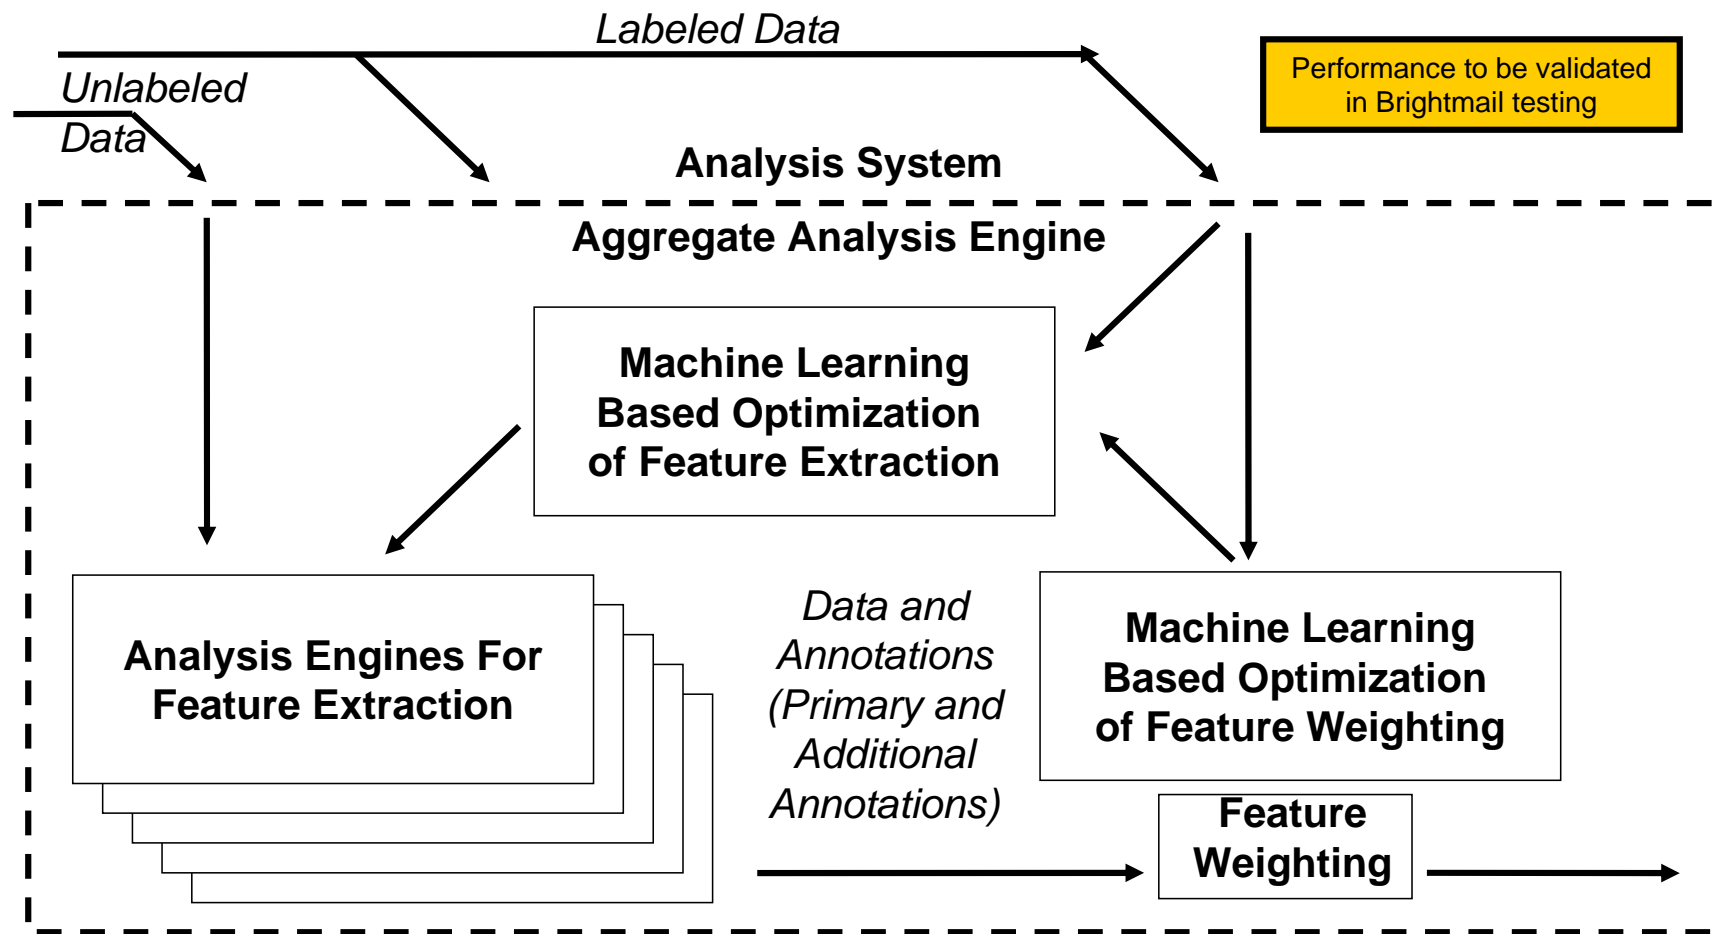 Labeled Data
Unlabeled
Data
Performance to be validated
in Brightmail testing
Analysis System
Aggregate Analysis Engine
Machine Learning
Based Optimization
of Feature Extraction
Analysis Engines For
Feature Extraction
Data and
Annotations
(Primary and
Additional
Annotations)
Machine Learning
Based Optimization
of Feature Weighting
Feature
Weighting